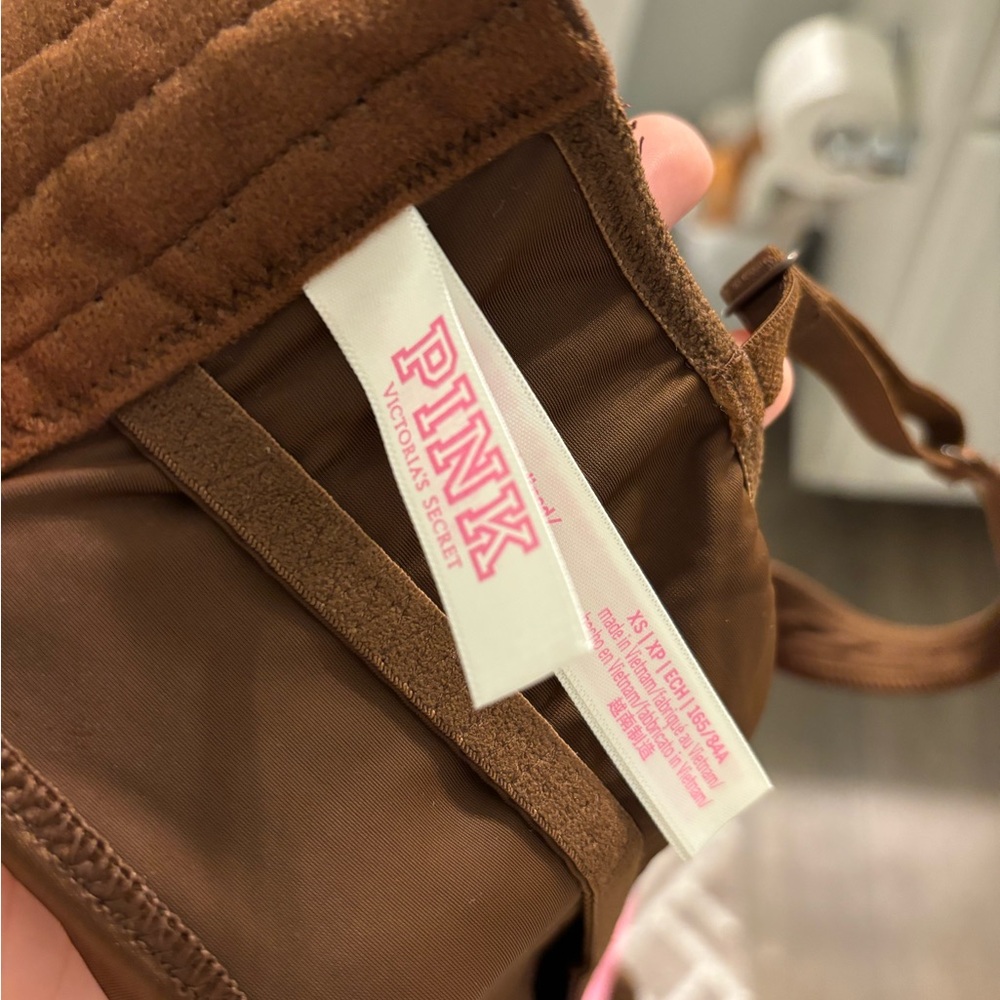 PINK
VICTORIA'S SECRET
XS | XP | ECH | 165/84A
made in Vietnam/fabriqué au Vietnam/
hecho en Vietnam/fabbricato in Vietnam/
越南制造